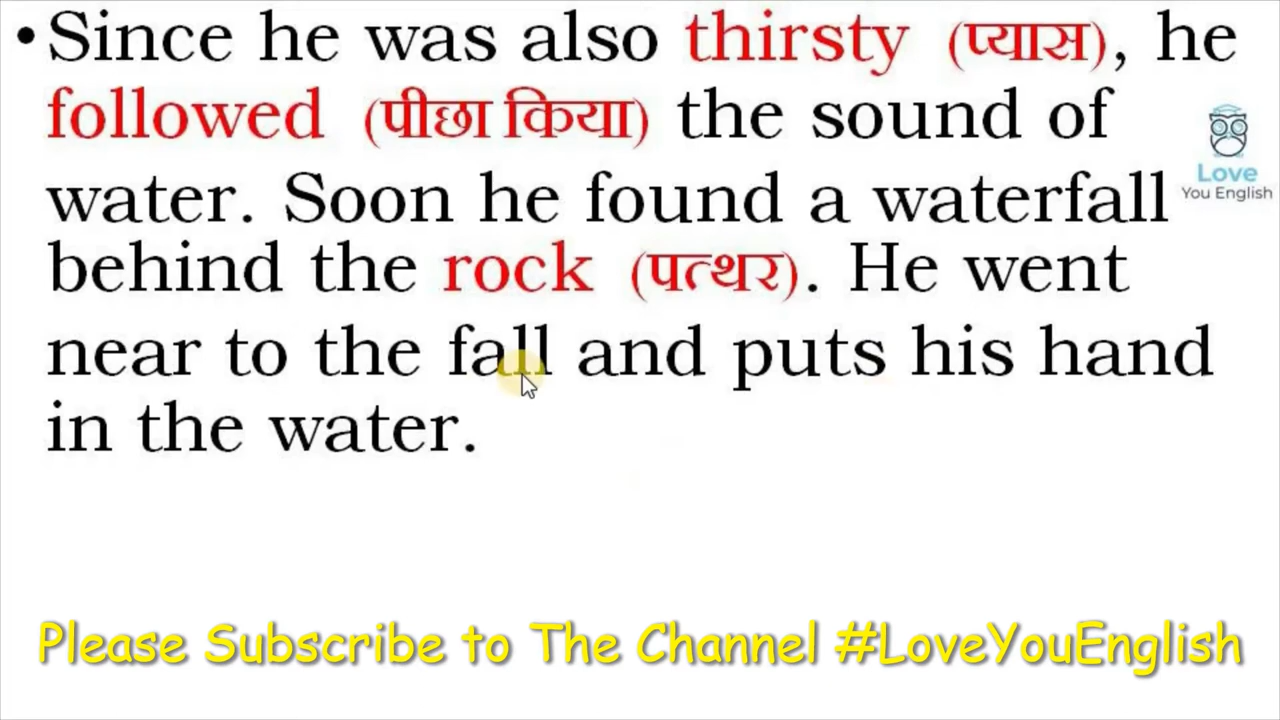 •Since he was also thirsty (प्यास), he
followed (पीछा किया) the sound of
water. Soon he found a waterfall
behind the rock (पत्थर). He went
near to the fall and puts his hand
in the water.
Love
You English
Please Subscribe to The Channel #LoveYouEnglish